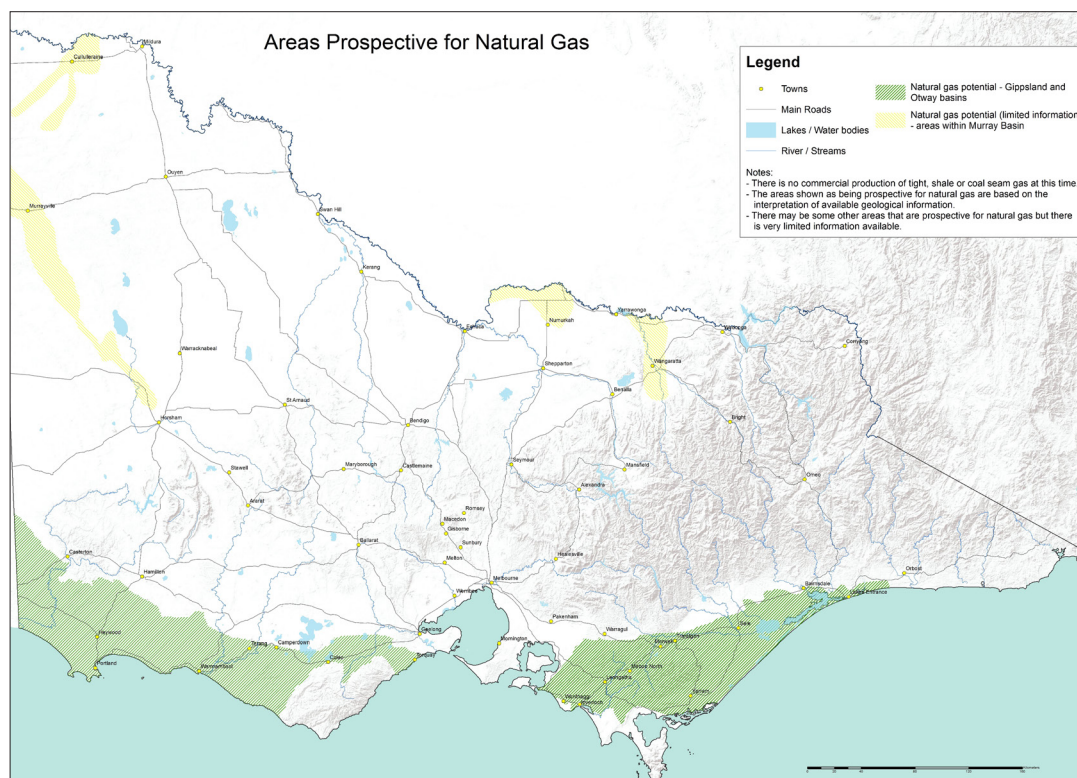 Areas Prospective for Natural Gas
Legend
Towns
Main Roads
Lakes / Water bodies
River / Streams
Natural gas potential - Gippsland and
Otway basins
Natural gas potential (limited information)
- areas within Murray Basin
Notes:
- There is no commercial production of tight, shale or coal seam gas at this time
- The areas shown as being prospective for natural gas are based on the
interpretation of available geological information.
- There may be some other areas that are prospective for natural gas but there
is very limited information available.
Mildura
Cullulleraine
Ouyen
Murrayville
Swan Hill
Kerang
Echuca
Numurkah
Yarrawonga
Wodonga
Corryong
Warracknabeal
Shepparton
Wangaratta
Benalla
St Arnaud
Horsham
Bendigo
Bright
Stawell
Maryborough
Castlemaine
Seymour
Mansfield
Omeo
Alexandra
Ararat
Romsey
Macedon
Gisborne
Sunbury
Ballarat
Melton
Healesville
Casterton
Hamilton
Melbourne
Orbost
Bairnsdale
Lakes Entrance
Werribee
Pakenham
Sale
Heywood
Geelong
Mornington
Warragul
Traralgon
Morwell
Terang
Camperdown
Colac
Torquay
Portland
Warrnambool
Mirboo North
Leongatha
Wonthaggi
Inverloch
Yarram